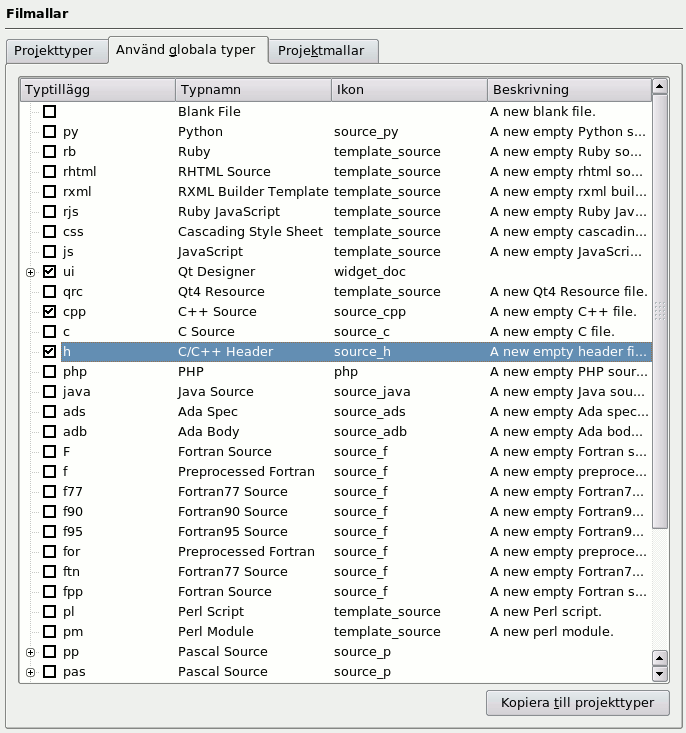 Filmallar
Projekttyper Använd globala typer Projektmallar
Typtillägg Typnamn Ikon Beskrivning
Blank File A new blank file.
py Python source_py A new empty Python s...
rb Ruby template_source A new empty Ruby so...
rhtml RHTML Source template_source A new empty rhtml so...
rxml RXML Builder Template template_source A new empty rxml buil...
rjs Ruby JavaScript template_source A new empty Ruby Jav...
css Cascading Style Sheet template_source A new empty cascadin...
js JavaScript template_source A new empty JavaScri...
ui Qt Designer widget_doc
qrc Qt4 Resource template_source A new Qt4 Resource file.
cpp C++ Source source_cpp A new empty C++ file.
c C Source source_c A new empty C file.
h C/C++ Header source_h A new empty header fi...
php PHP php A new empty PHP sour...
java Java Source source_java A new empty Java sou...
ads Ada Spec source_ads A new empty Ada spec...
adb Ada Body source_adb A new empty Ada bod...
F Fortran Source source_f A new empty Fortran s...
f Preprocessed Fortran source_f A new empty preproce...
f77 Fortran77 Source source_f A new empty Fortran7...
f90 Fortran90 Source source_f A new empty Fortran9...
f95 Fortran95 Source source_f A new empty Fortran9...
for Preprocessed Fortran source_f A new empty preproce...
ftn Fortran77 Source source_f A new empty Fortran7...
fpp Fortran Source source_f A new empty Fortran s...
pl Perl Script template_source A new Perl script.
pm Perl Module template_source A new perl module.
pp Pascal Source source_p
pas Pascal Source source_p
Kopiera till projekttyper